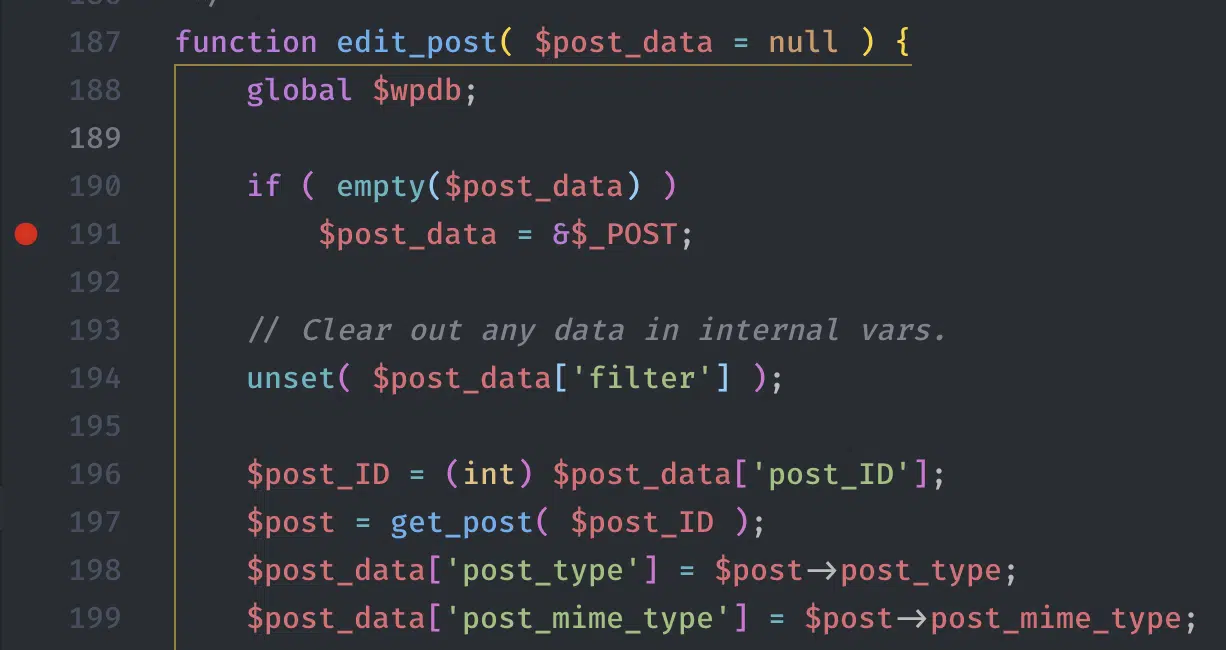 187 function edit_post( $post_data = null ) {
188 global $wpdb;
189
190 if ( empty($post_data) )
191 $post_data = &$_POST;
192
193 // Clear out any data in internal vars.
194 unset( $post_data['filter'] );
195
196 $post_ID = (int) $post_data['post_ID'];
197 $post = get_post( $post_ID );
198 $post_data['post_type'] = $post->post_type;
199 $post_data['post_mime_type'] = $post->post_mime_type;